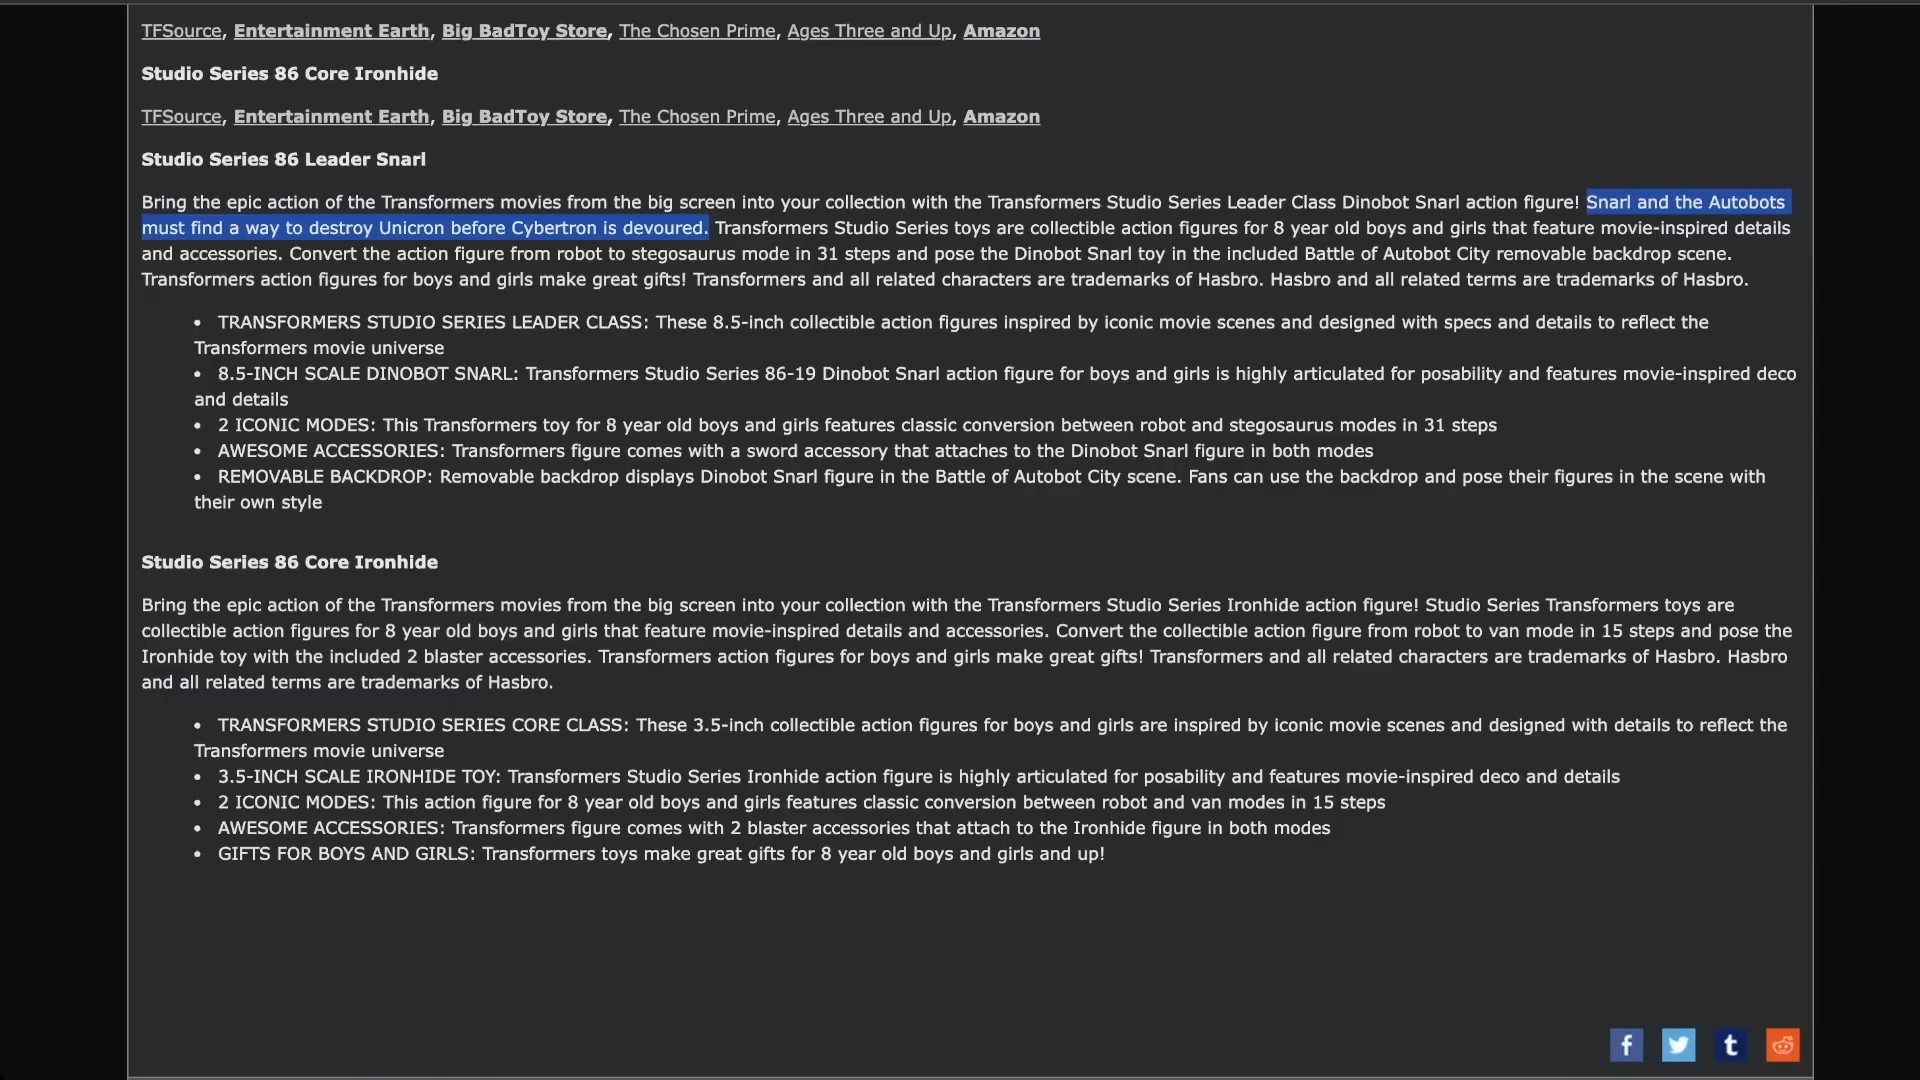 TFSource, Entertainment Earth, Big BadToy Store, The Chosen Prime, Ages Three and Up, Amazon
Studio Series 86 Core Ironhide
TFSource, Entertainment Earth, Big BadToy Store, The Chosen Prime, Ages Three and Up, Amazon
Studio Series 86 Leader Snarl
Bring the epic action of the Transformers movies from the big screen into your collection with the Transformers Studio Series Leader Class Dinobot Snarl action figure! Snarl and the Autobots
must find a way to destroy Unicron before Cybertron is devoured. Transformers Studio Series toys are collectible action figures for 8 year old boys and girls that feature movie-inspired details
and accessories. Convert the action figure from robot to stegosaurus mode in 31 steps and pose the Dinobot Snarl toy in the included Battle of Autobot City removable backdrop scene.
Transformers action figures for boys and girls make great gifts! Transformers and all related characters are trademarks of Hasbro. Hasbro and all related terms are trademarks of Hasbro.
• TRANSFORMERS STUDIO SERIES LEADER CLASS: These 8.5-inch collectible action figures inspired by iconic movie scenes and designed with specs and details to reflect the
Transformers movie universe
• 8.5-INCH SCALE DINOBOT SNARL: Transformers Studio Series 86-19 Dinobot Snarl action figure for boys and girls is highly articulated for posability and features movie-inspired deco
and details
• 2 ICONIC MODES: This Transformers toy for 8 year old boys and girls features classic conversion between robot and stegosaurus modes in 31 steps
• AWESOME ACCESSORIES: Transformers figure comes with a sword accessory that attaches to the Dinobot Snarl figure in both modes
• REMOVABLE BACKDROP: Removable backdrop displays Dinobot Snarl figure in the Battle of Autobot City scene. Fans can use the backdrop and pose their figures in the scene with
their own style
Studio Series 86 Core Ironhide
Bring the epic action of the Transformers movies from the big screen into your collection with the Transformers Studio Series Ironhide action figure! Studio Series Transformers toys are
collectible action figures for 8 year old boys and girls that feature movie-inspired details and accessories. Convert the collectible action figure from robot to van mode in 15 steps and pose the
Ironhide toy with the included 2 blaster accessories. Transformers action figures for boys and girls make great gifts! Transformers and all related characters are trademarks of Hasbro. Hasbro
and all related terms are trademarks of Hasbro.
• TRANSFORMERS STUDIO SERIES CORE CLASS: These 3.5-inch collectible action figures for boys and girls are inspired by iconic movie scenes and designed with details to reflect the
Transformers movie universe
• 3.5-INCH SCALE IRONHIDE TOY: Transformers Studio Series Ironhide action figure is highly articulated for posability and features movie-inspired deco and details
• 2 ICONIC MODES: This action figure for 8 year old boys and girls features classic conversion between robot and van modes in 15 steps
• AWESOME ACCESSORIES: Transformers figure comes with 2 blaster accessories that attach to the Ironhide figure in both modes
• GIFTS FOR BOYS AND GIRLS: Transformers toys make great gifts for 8 year old boys and girls and up!